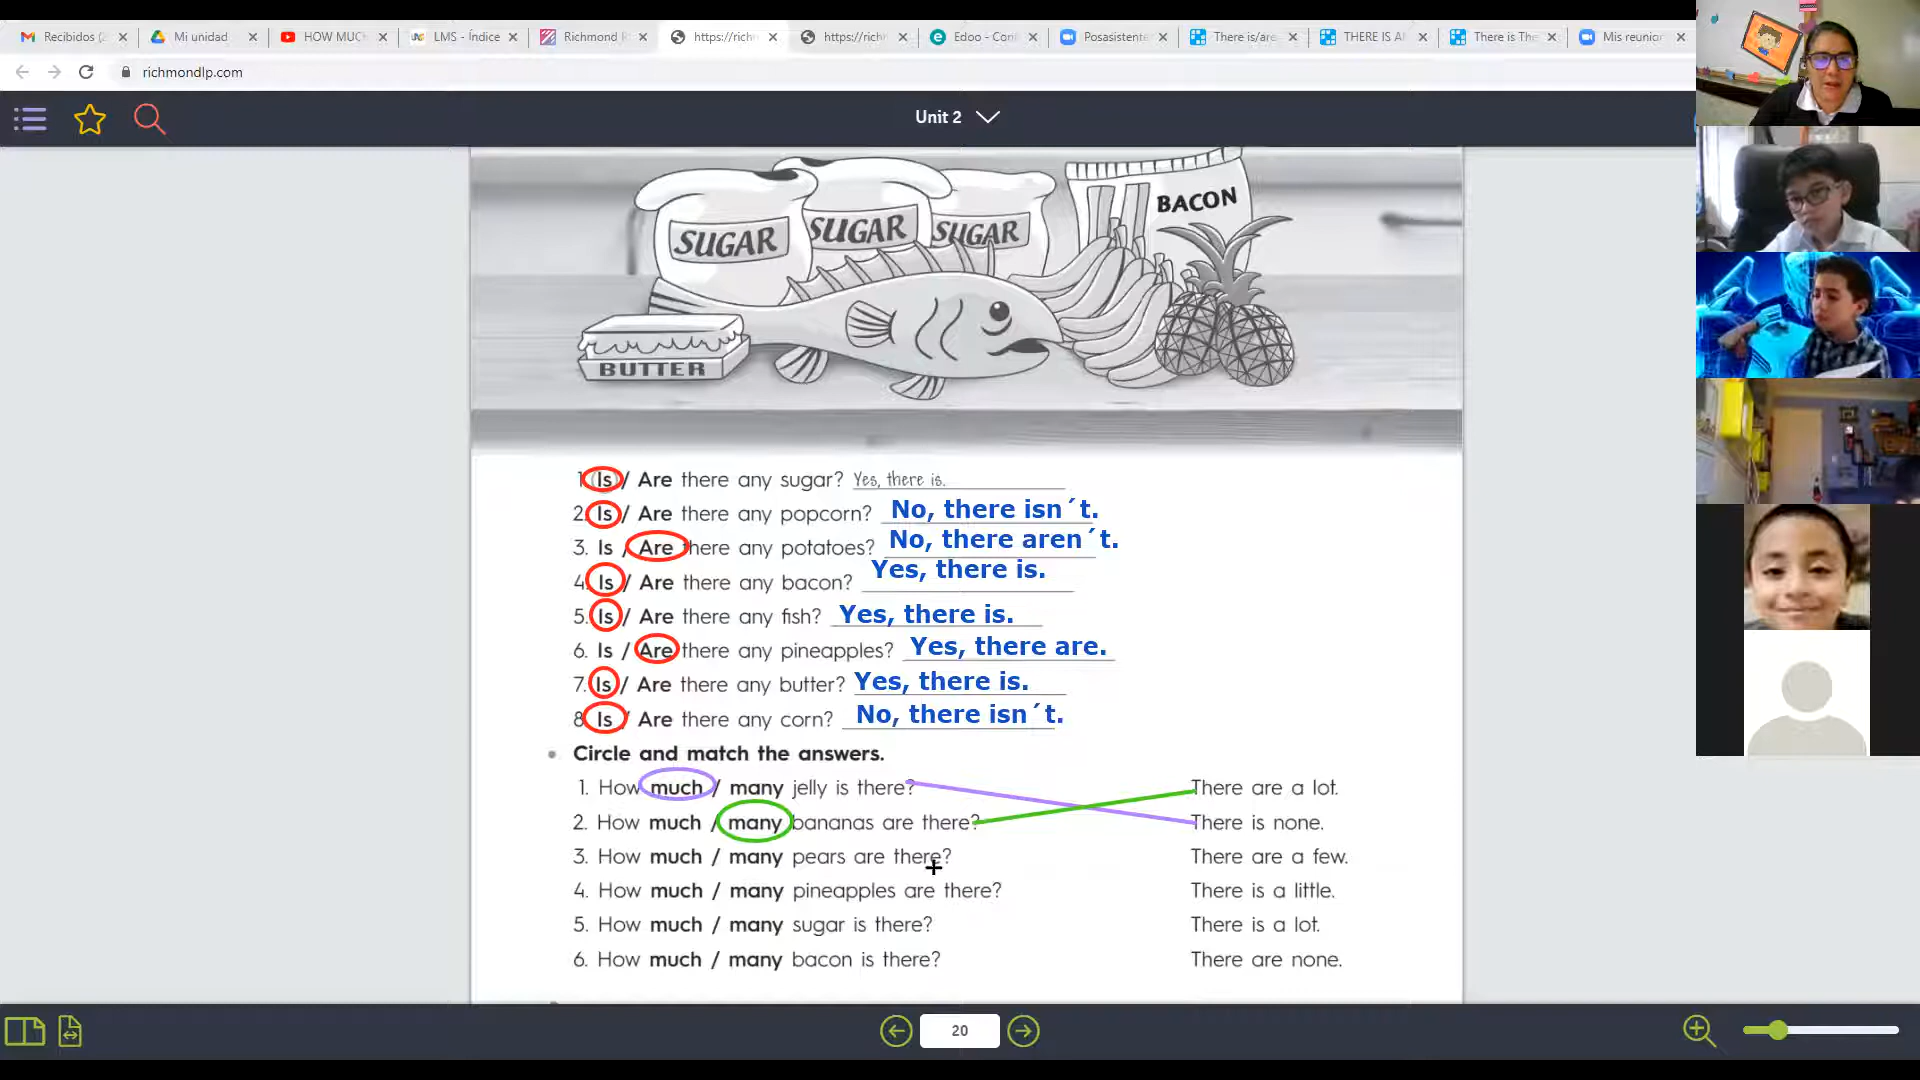 Recibidos (2
Mi unidad
HOW MUCH
LMS - Índice
Richmond
https://rich
https://rich
Edoo - Con
Posasistente
There is/are
THERE IS A
There is The
Mis reunio
richmondlp.com
Unit 2
SUGAR SUGAR SUGAR
BACON
BUTTER
1. Is / Are there any sugar? Yes, there is.
2. Is / Are there any popcorn? No, there isn´t.
3. Is / Are there any potatoes? No, there aren´t.
4. Is / Are there any bacon? Yes, there is.
5. Is / Are there any fish? Yes, there is.
6. Is / Are there any pineapples? Yes, there are.
7. Is / Are there any butter? Yes, there is.
8. Is / Are there any corn? No, there isn´t.
• Circle and match the answers.
1. How much / many jelly is there? There are a lot.
2. How much / many bananas are there? There is none.
3. How much / many pears are there? There are a few.
4. How much / many pineapples are there? There is a little.
5. How much / many sugar is there? There is a lot.
6. How much / many bacon is there? There are none.
20